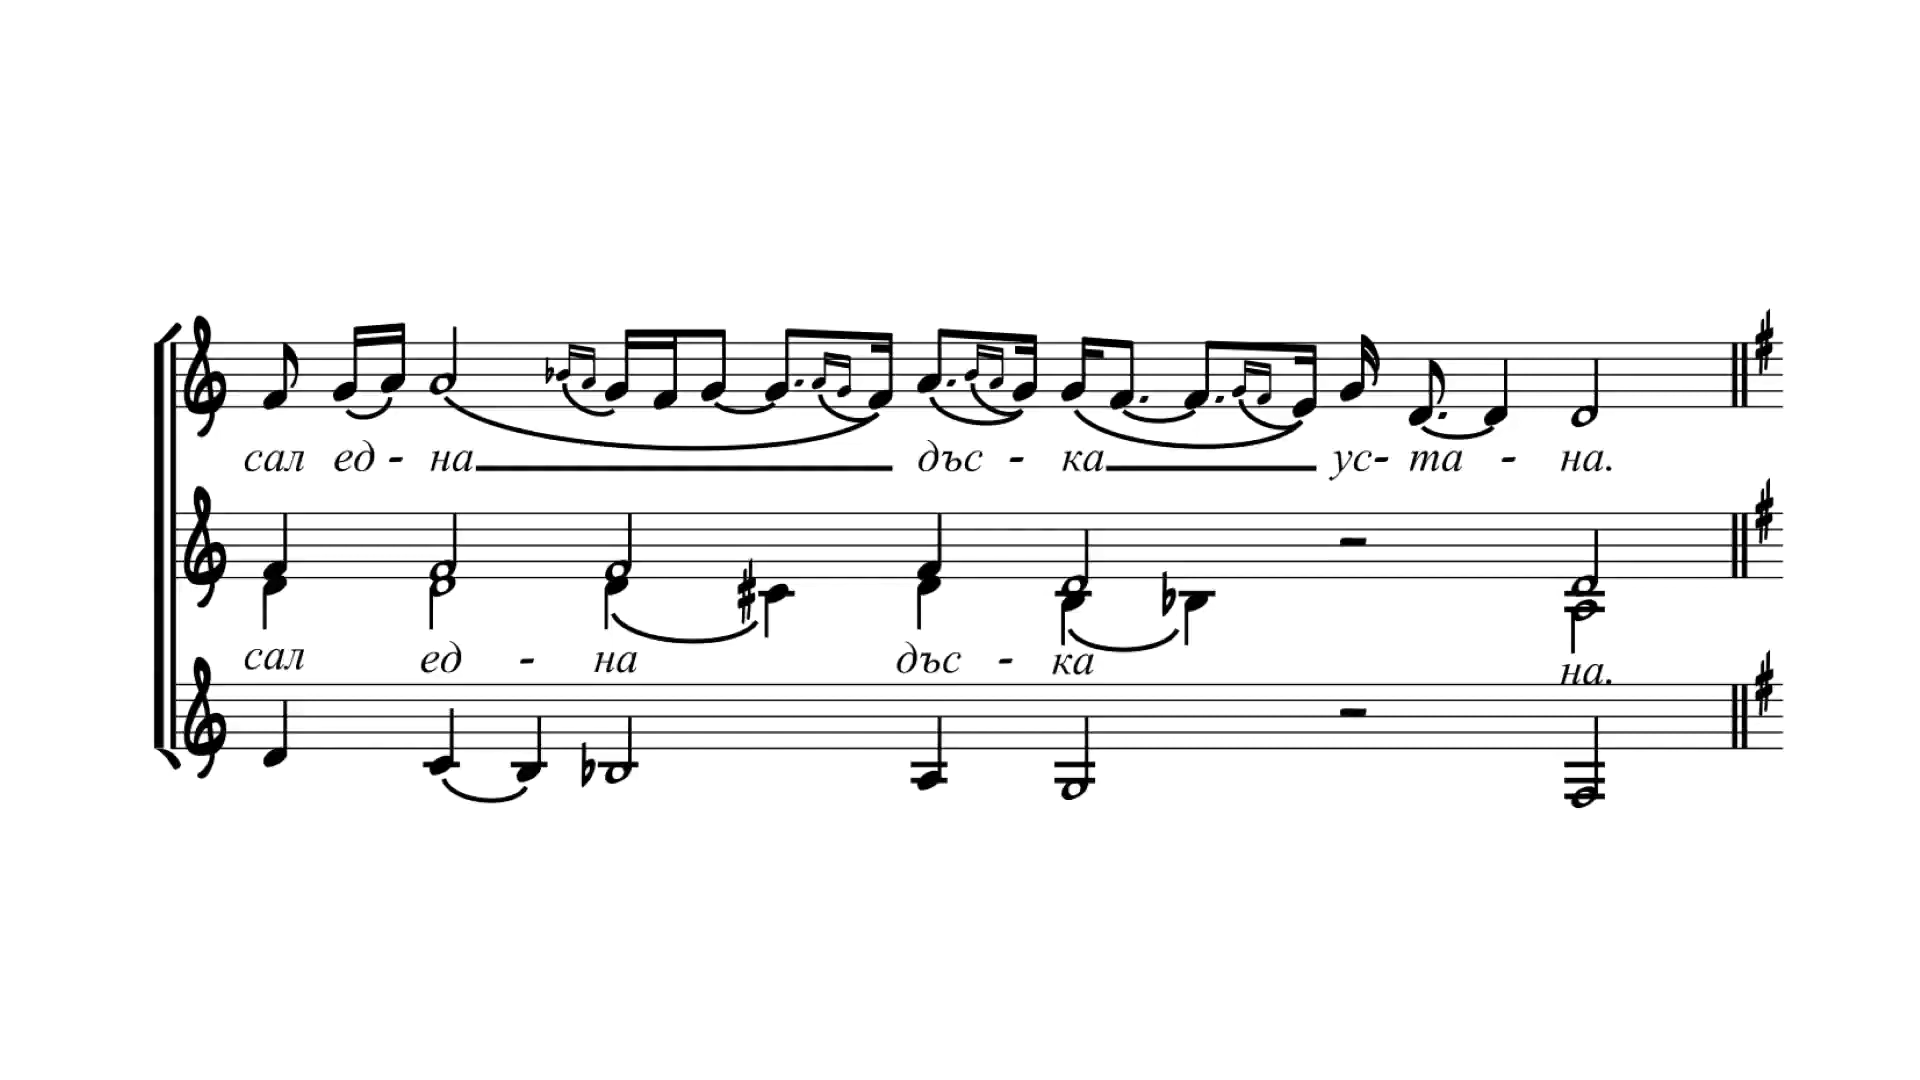 сал ед - на дъс - ка ус- та - на.
сал ед - на дъс - ка на.